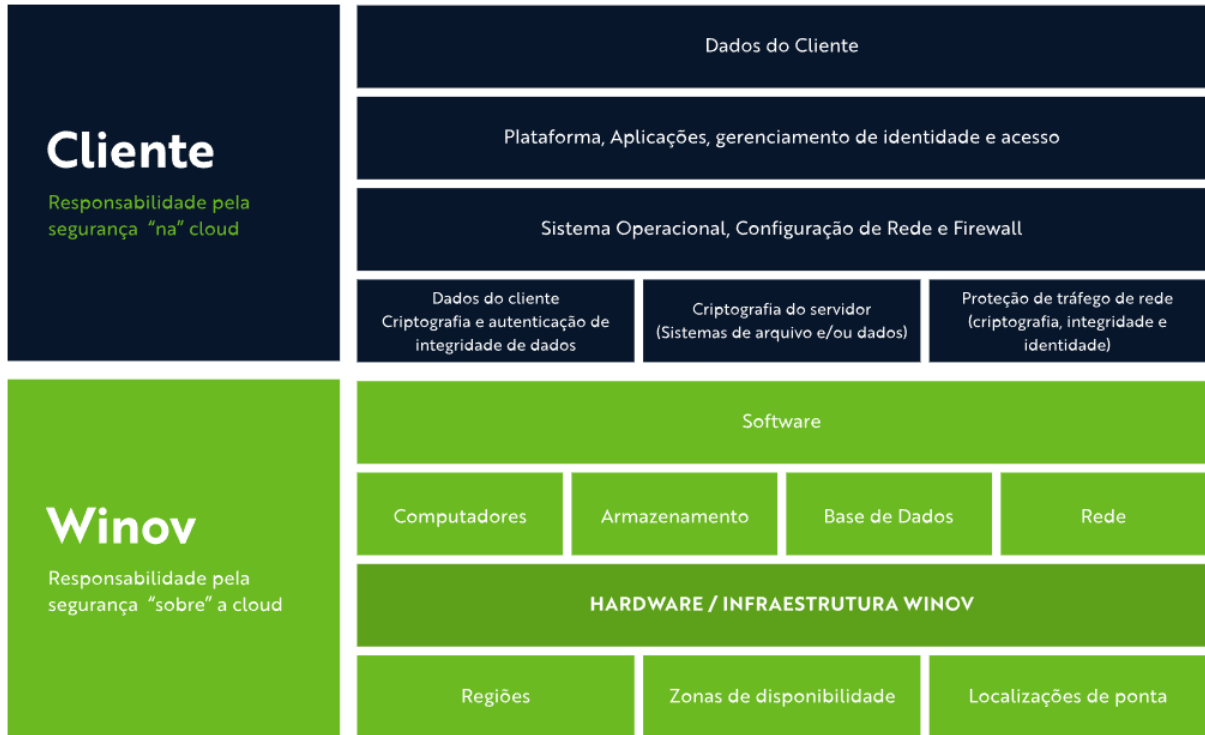 Cliente
Responsabilidade pela
segurança “na” cloud
Dados do Cliente
Plataforma, Aplicações, gerenciamento de identidade e acesso
Sistema Operacional, Configuração de Rede e Firewall
Dados do cliente
Criptografia e autenticação de
integridade de dados
Criptografia do servidor
(Sistemas de arquivo e/ou dados)
Proteção de tráfego de rede
(criptografia, integridade e
identidade)
Winov
Responsabilidade pela
segurança “sobre” a cloud
Software
Computadores
Armazenamento
Base de Dados
Rede
HARDWARE / INFRAESTRUTURA WINOV
Regiões
Zonas de disponibilidade
Localizações de ponta